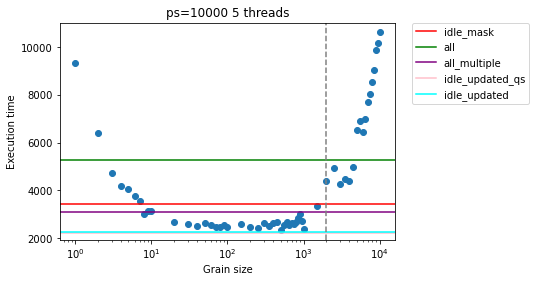 ps=10000 5 threads
idle_mask
all
all_multiple
idle_updated_qs
idle_updated
Execution time
10000
8000
6000
4000
2000
10⁰
10¹
10²
10³
10⁴
Grain size